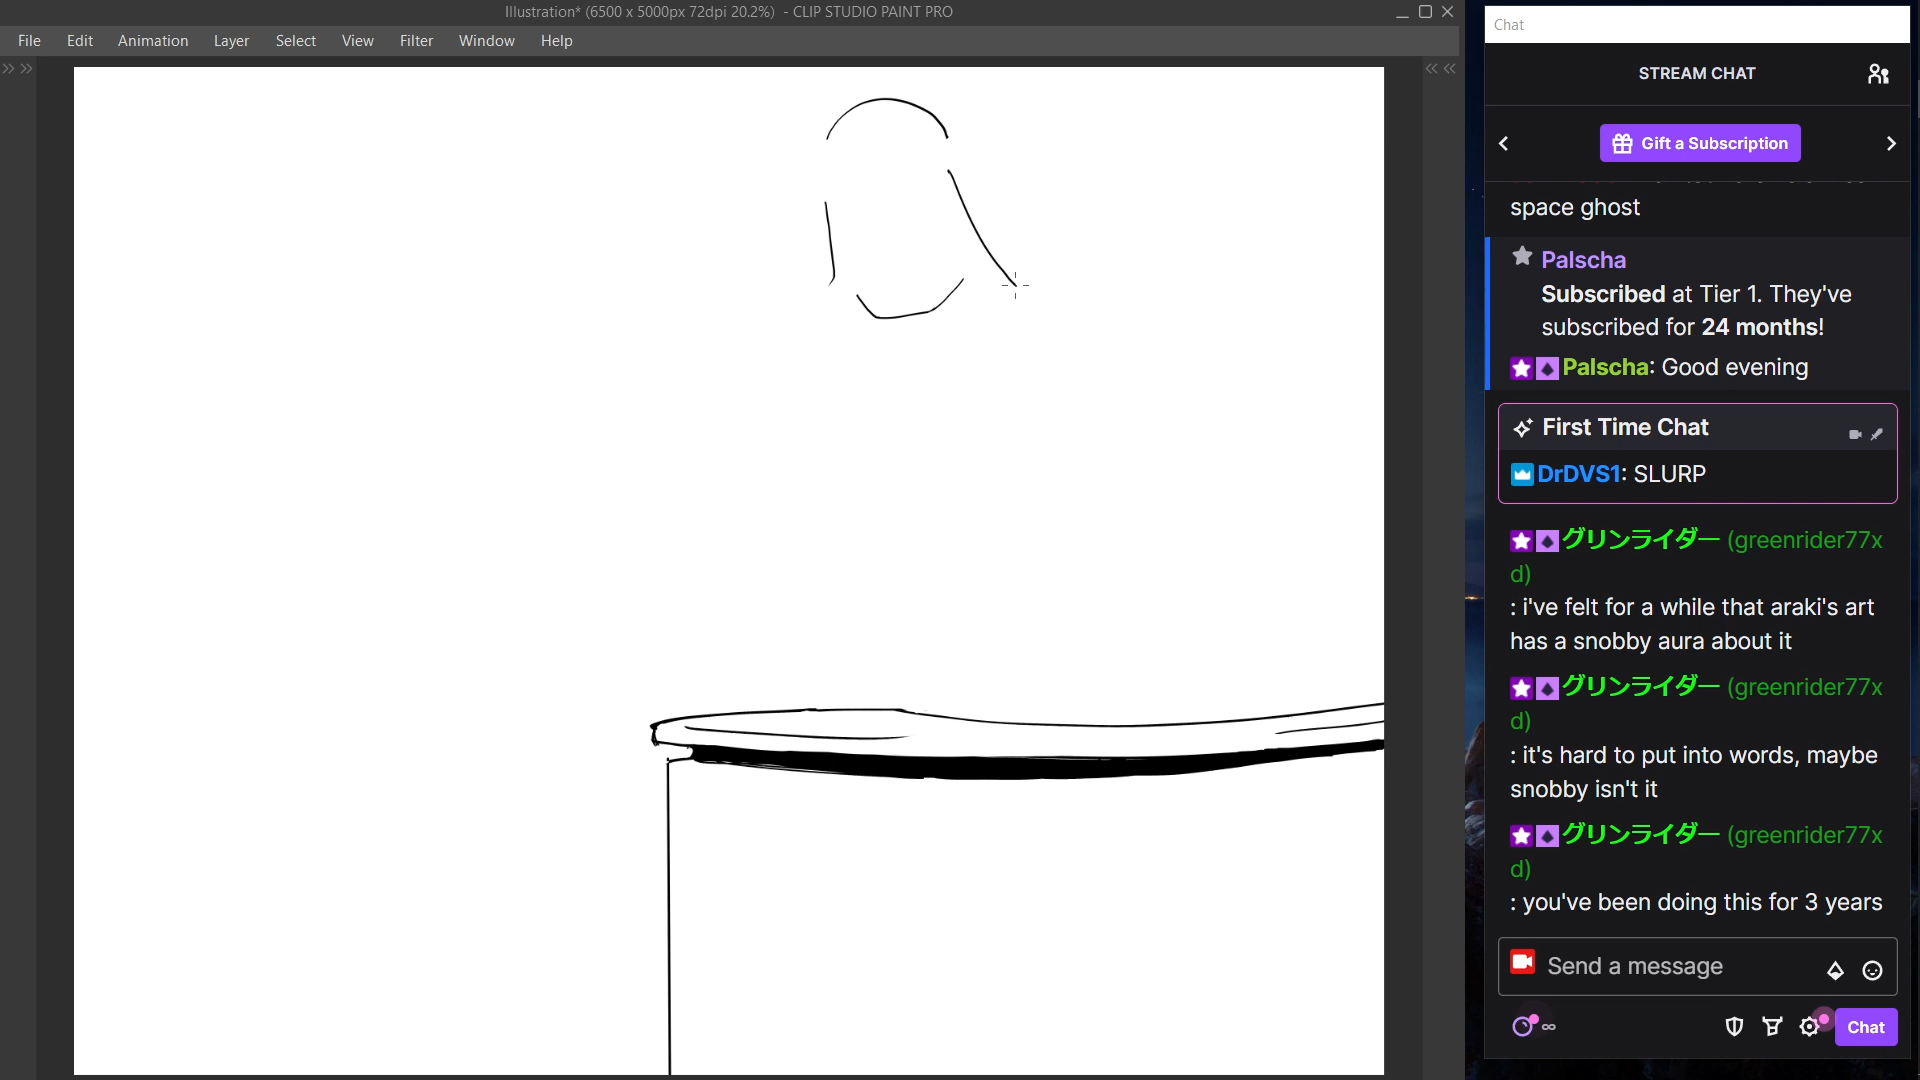 Illustration* (6500 x 5000px 72dpi 20.2%) - CLIP STUDIO PAINT PRO
File Edit Animation Layer Select View Filter Window Help
Chat
STREAM CHAT
Gift a Subscription
space ghost
Palscha
Subscribed at Tier 1. They've
subscribed for 24 months!
Palscha: Good evening
First Time Chat
DrDVS1: SLURP
グリンライダー (greenrider77x
d)
: i've felt for a while that araki's art
has a snobby aura about it
グリンライダー (greenrider77x
d)
: it's hard to put into words, maybe
snobby isn't it
グリンライダー (greenrider77x
d)
: you've been doing this for 3 years
Send a message
Chat